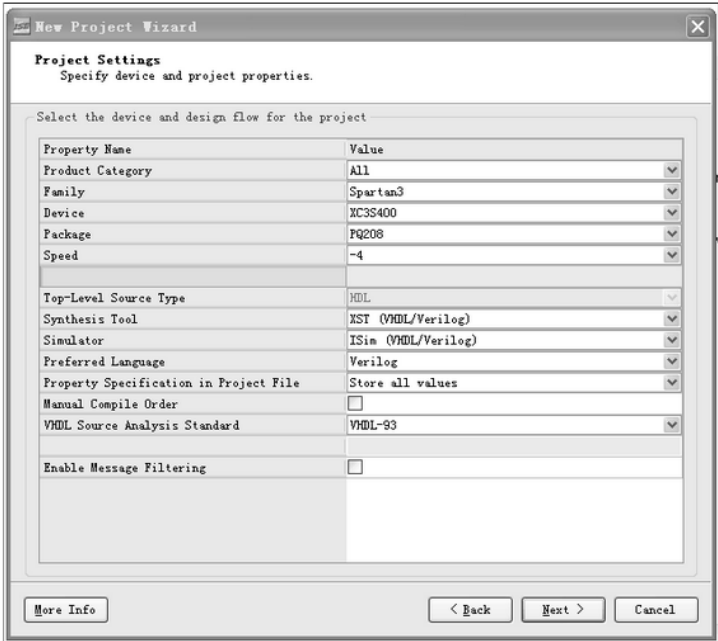 ISE New Project Wizard
Project Settings
Specify device and project properties.
Select the device and design flow for the project
Property Name Value
Product Category All
Family Spartan3
Device XC3S400
Package PQ208
Speed -4
Top-Level Source Type HDL
Synthesis Tool XST (VHDL/Verilog)
Simulator ISim (VHDL/Verilog)
Preferred Language Verilog
Property Specification in Project File Store all values
Manual Compile Order
VHDL Source Analysis Standard VHDL-93
Enable Message Filtering
More Info < Back Next > Cancel